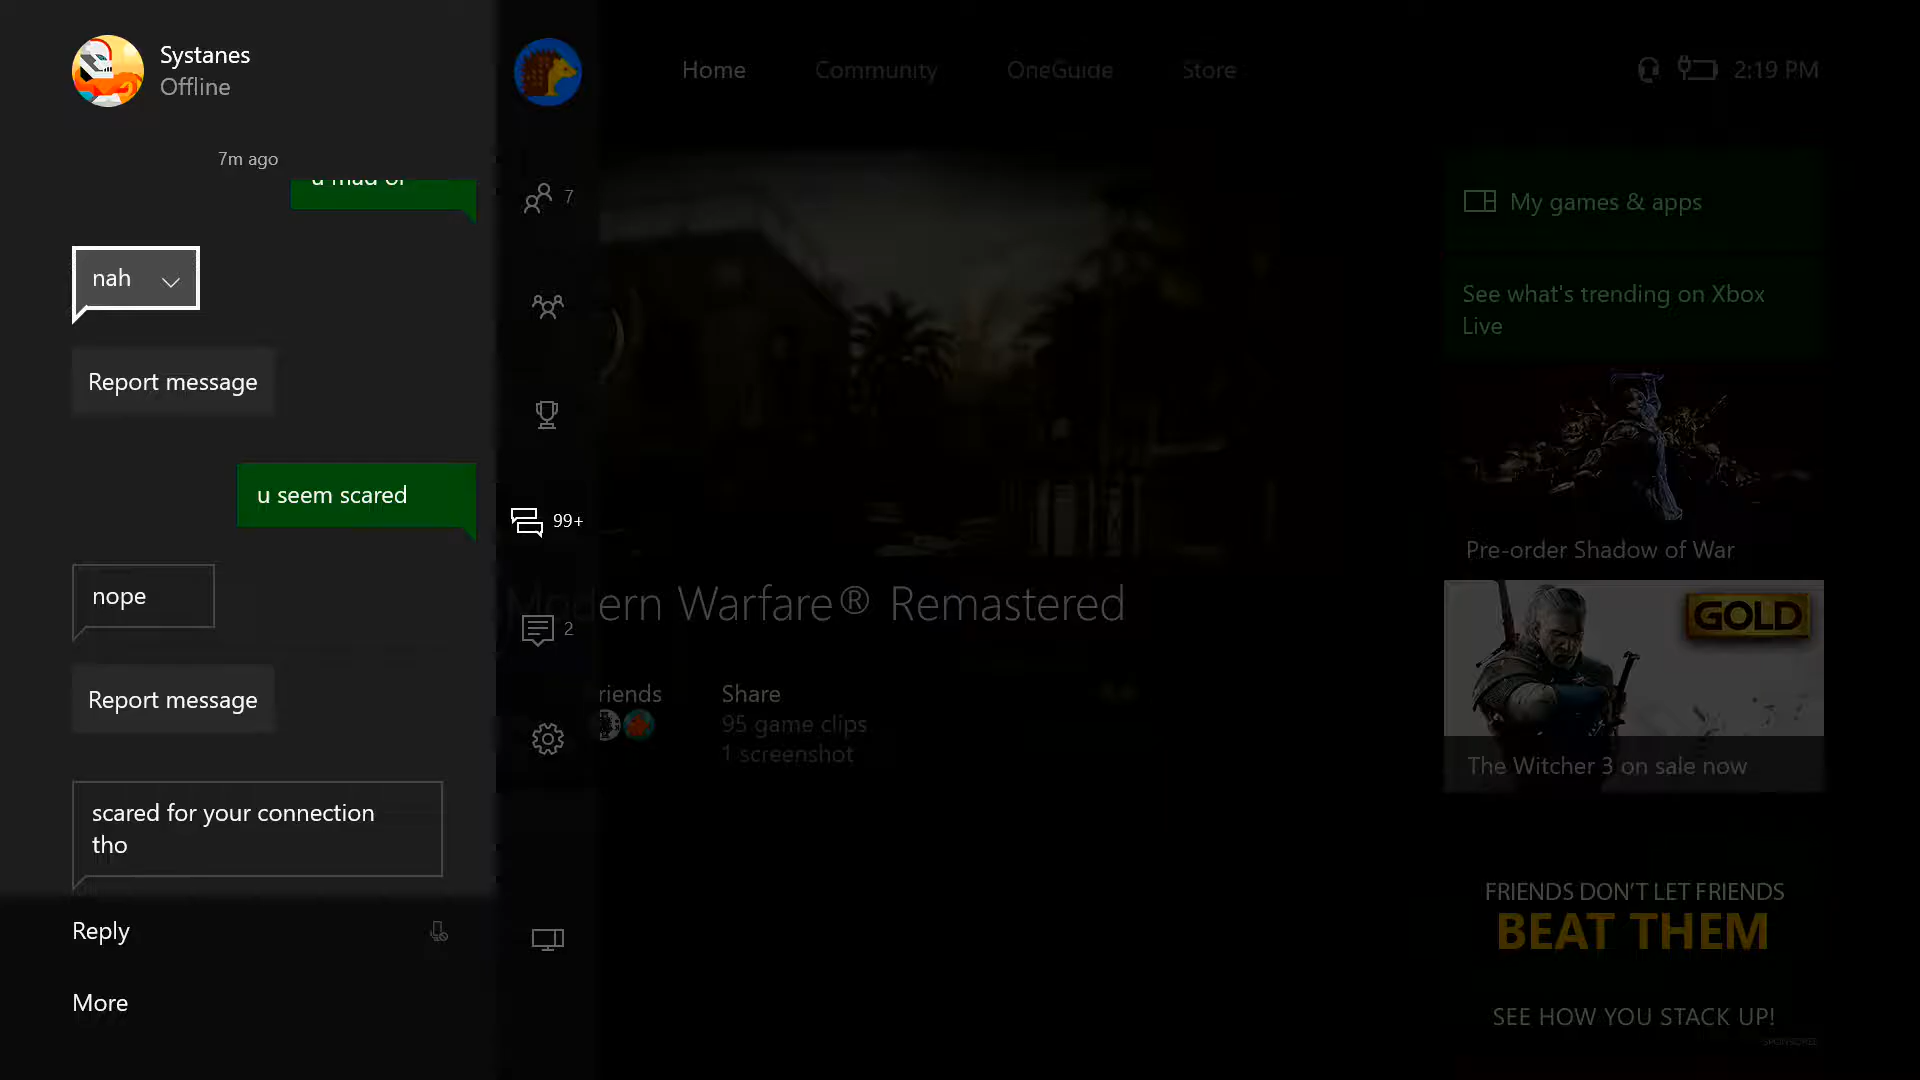 Systanes
Offline
7m ago
nah
Report message
u seem scared
nope
Report message
scared for your connection
tho
Reply
More
7
99+
2
Home
Community
OneGuide
Store
2:19 PM
Modern Warfare® Remastered
riends
Share
95 game clips
1 screenshot
My games & apps
See what's trending on Xbox
Live
Pre-order Shadow of War
GOLD
The Witcher 3 on sale now
FRIENDS DON'T LET FRIENDS
BEAT THEM
SEE HOW YOU STACK UP!